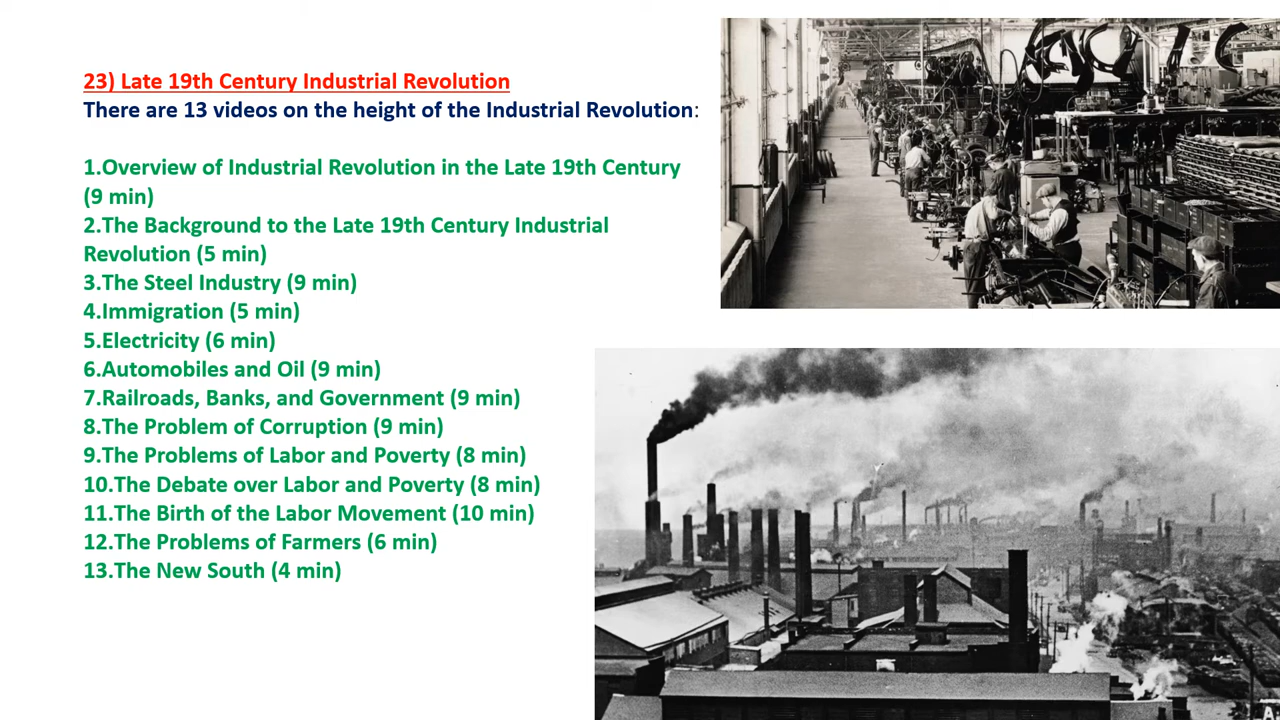 23) Late 19th Century Industrial Revolution
There are 13 videos on the height of the Industrial Revolution:
1.Overview of Industrial Revolution in the Late 19th Century
(9 min)
2.The Background to the Late 19th Century Industrial
Revolution (5 min)
3.The Steel Industry (9 min)
4.Immigration (5 min)
5.Electricity (6 min)
6.Automobiles and Oil (9 min)
7.Railroads, Banks, and Government (9 min)
8.The Problem of Corruption (9 min)
9.The Problems of Labor and Poverty (8 min)
10.The Debate over Labor and Poverty (8 min)
11.The Birth of the Labor Movement (10 min)
12.The Problems of Farmers (6 min)
13.The New South (4 min)